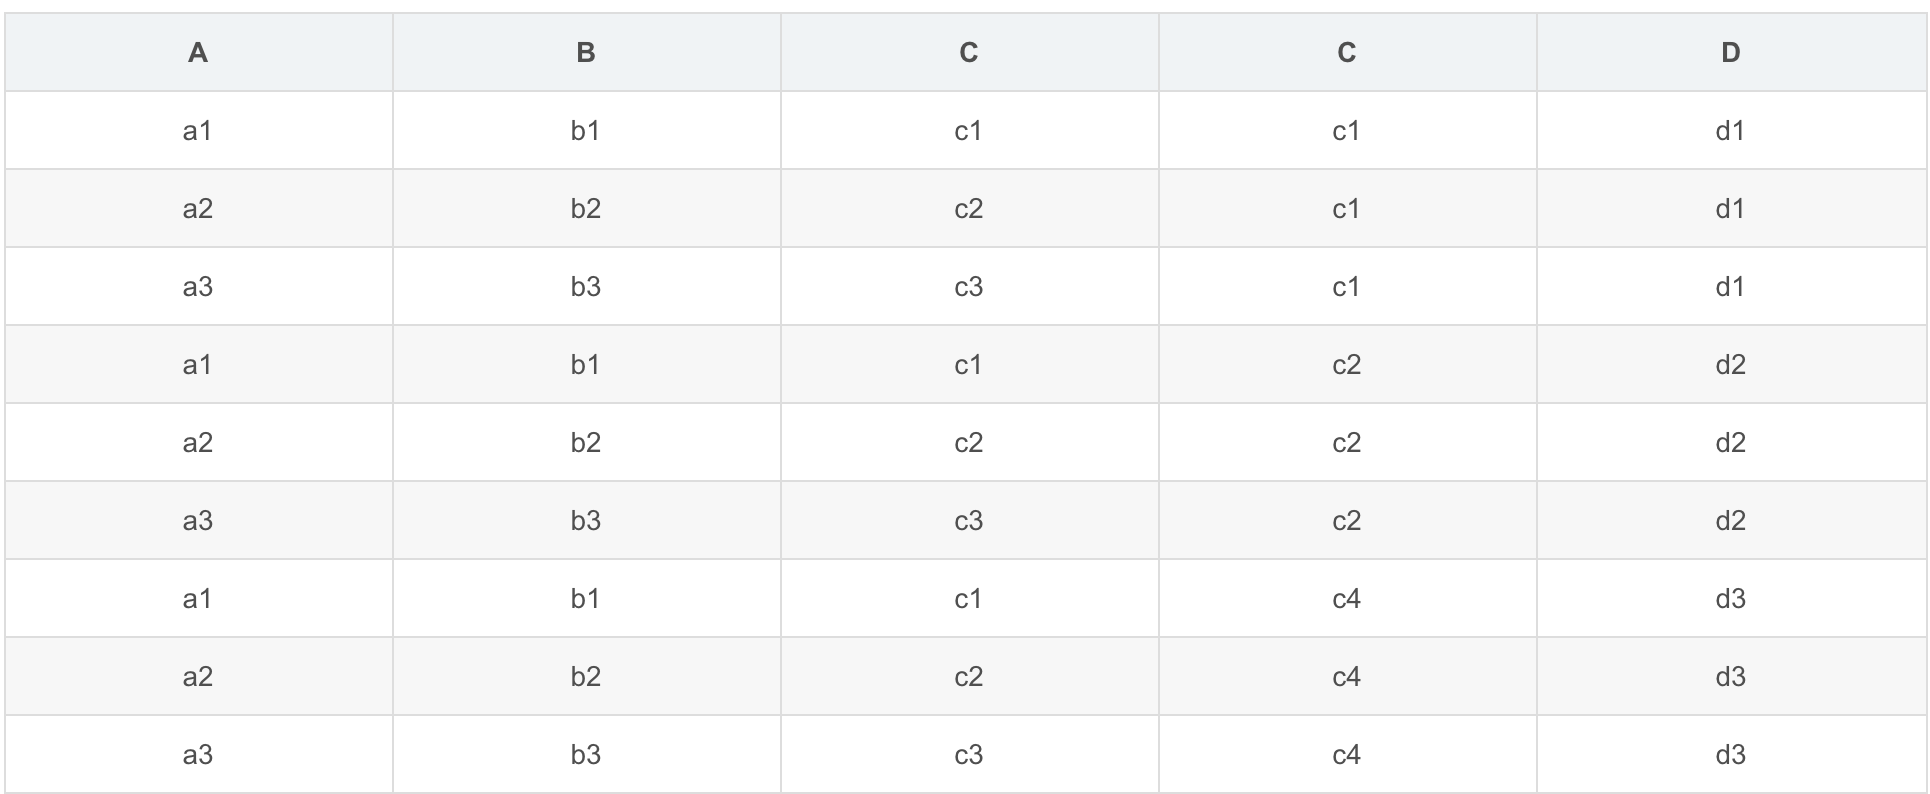 A B C C D
a1 b1 c1 c1 d1
a2 b2 c2 c1 d1
a3 b3 c3 c1 d1
a1 b1 c1 c2 d2
a2 b2 c2 c2 d2
a3 b3 c3 c2 d2
a1 b1 c1 c4 d3
a2 b2 c2 c4 d3
a3 b3 c3 c4 d3